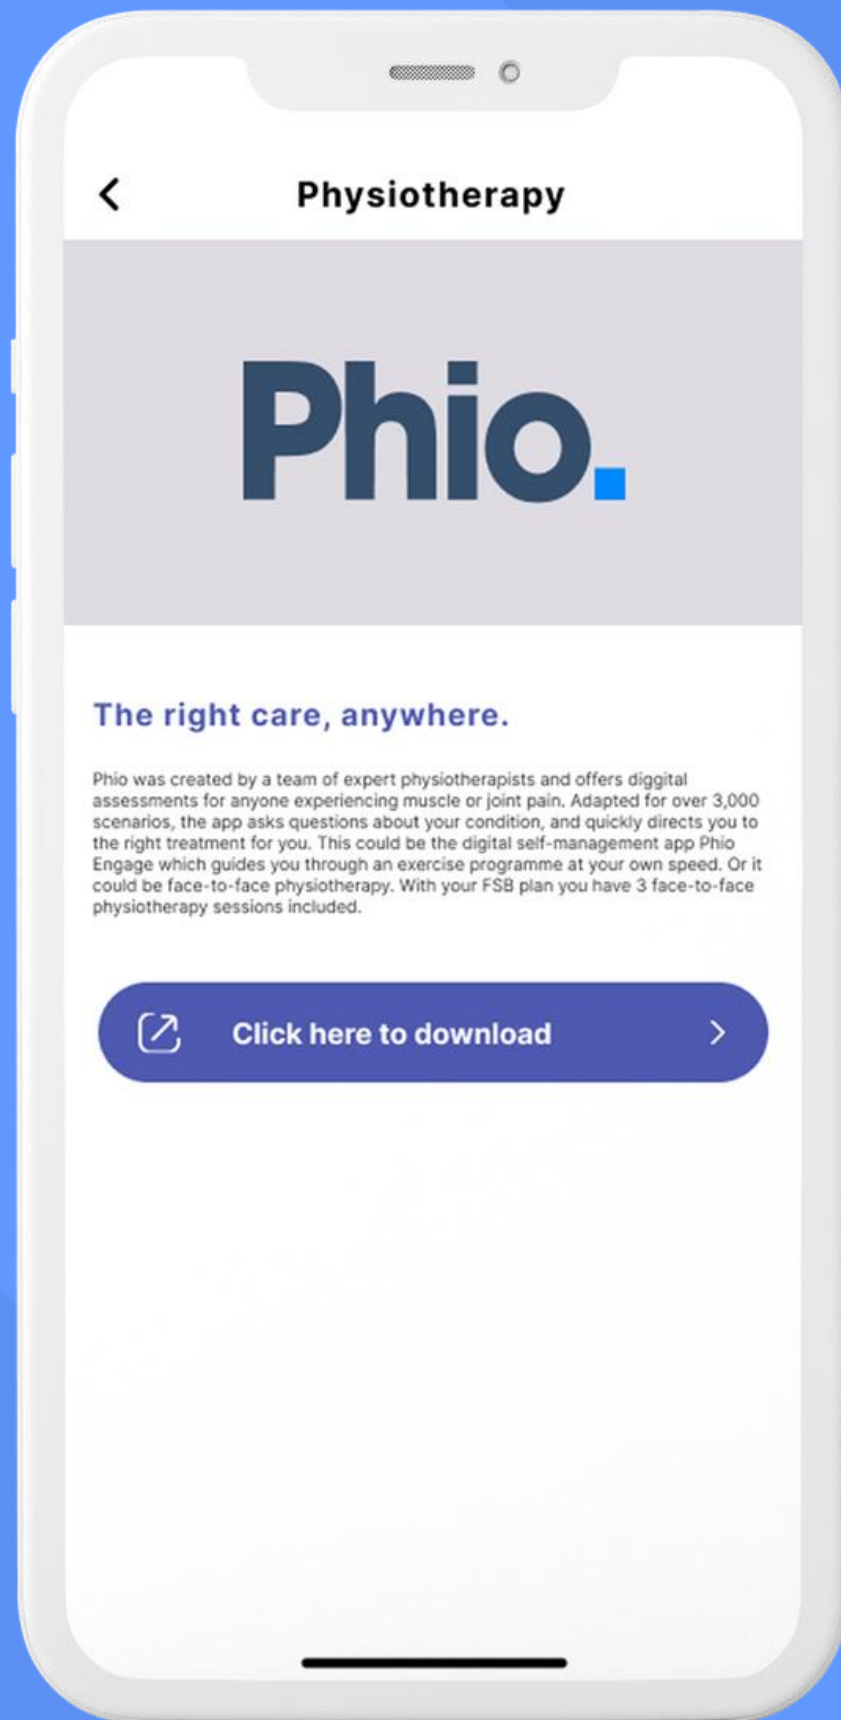 Physiotherapy
Phio.
The right care, anywhere.
Phio was created by a team of expert physiotherapists and offers diggital
assessments for anyone experiencing muscle or joint pain. Adapted for over 3,000
scenarios, the app asks questions about your condition, and quickly directs you to
the right treatment for you. This could be the digital self-management app Phio
Engage which guides you through an exercise programme at your own speed. Or it
could be face-to-face physiotherapy. With your FSB plan you have 3 face-to-face
physiotherapy sessions included.
Click here to download